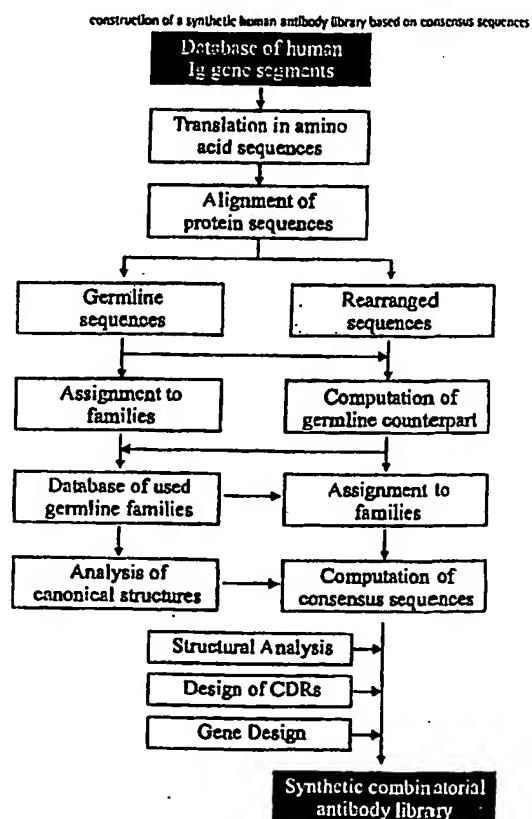 construction of a synthetic human antibody library based on consensus sequences
Database of human
Ig gene segments
Translation in amino
acid sequences
Alignment of
protein sequences
Germline
sequences
Rearranged
sequences
Assignment to
families
Computation of
germline counterpart
Database of used
germline families
Assignment to
families
Analysis of
canonical structures
Computation of
consensus sequences
Structural Analysis
Design of CDRs
Gene Design
Synthetic combinatorial
antibody library